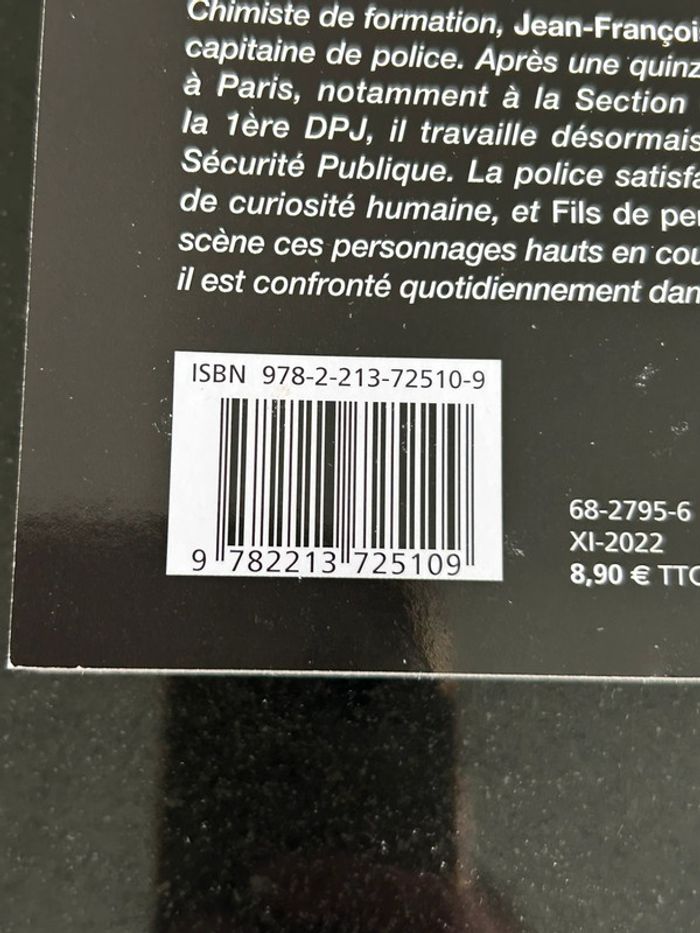 Chimiste de formation, Jean-François
capitaine de police. Après une
à Paris, notamment à la Section
la 1ère DPJ, il travaille désormais
Sécurité Publique. La police
de curiosité humaine, et Fils de
scène ces personnages hauts en
il est confronté quotidiennement
ISBN 978-2-213-72510-9
9 782213 725109
68-2795-6
XI-2022
8,90 € TTC